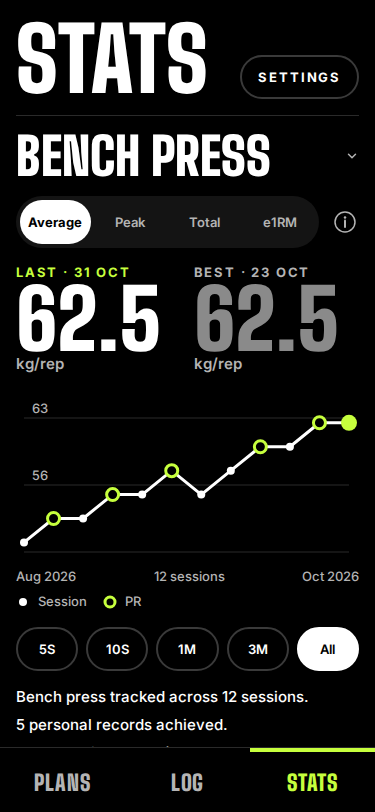 STATS
SETTINGS
BENCH PRESS
Average Peak Total e1RM
LAST · 31 OCT
BEST · 23 OCT
62.5
62.5
kg/rep
kg/rep
63
56
Aug 2026 12 sessions Oct 2026
Session PR
5S 10S 1M 3M All
Bench press tracked across 12 sessions.
5 personal records achieved.
PLANS LOG STATS